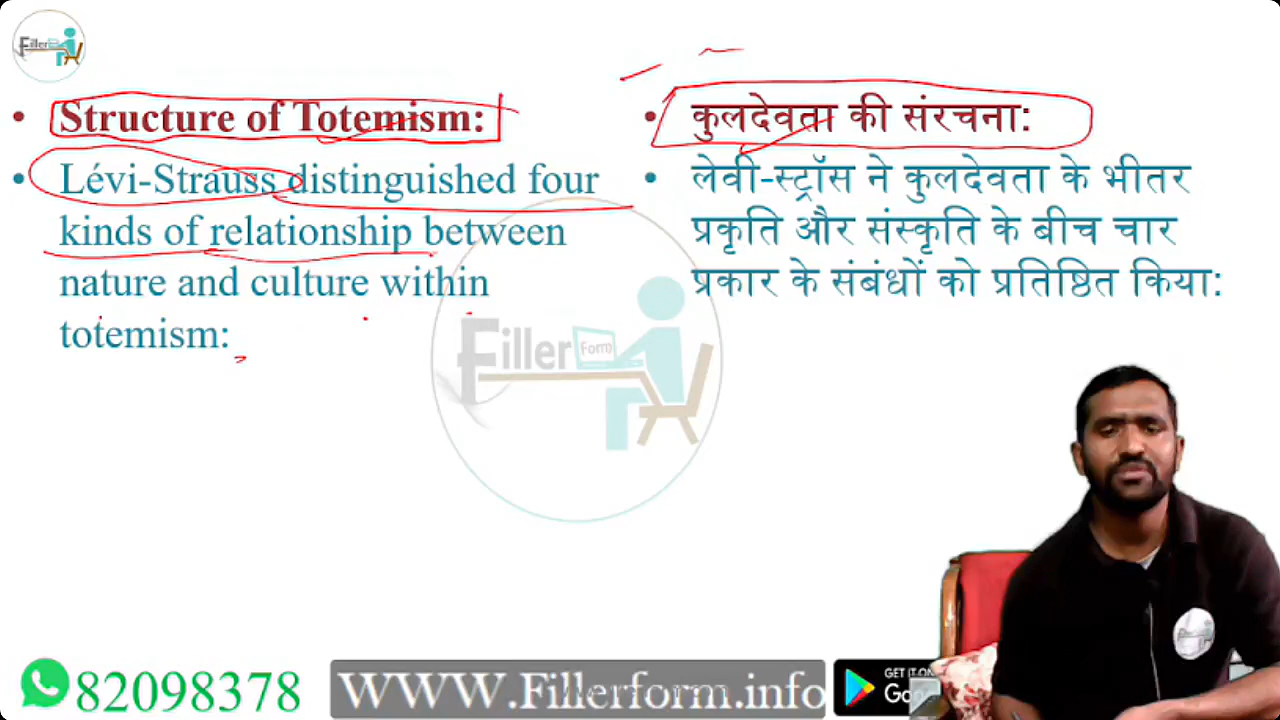 Fillerform
• Structure of Totemism:
• Lévi-Strauss distinguished four
kinds of relationship between
nature and culture within
totemism:
• कुलदेवता की संरचना:
• लेवी-स्ट्रॉस ने कुलदेवता के भीतर
प्रकृति और संस्कृति के बीच चार
प्रकार के संबंधों को प्रतिष्ठित किया:
Filler Form
82098378
WWW.Fillerform.info
GET IT ON